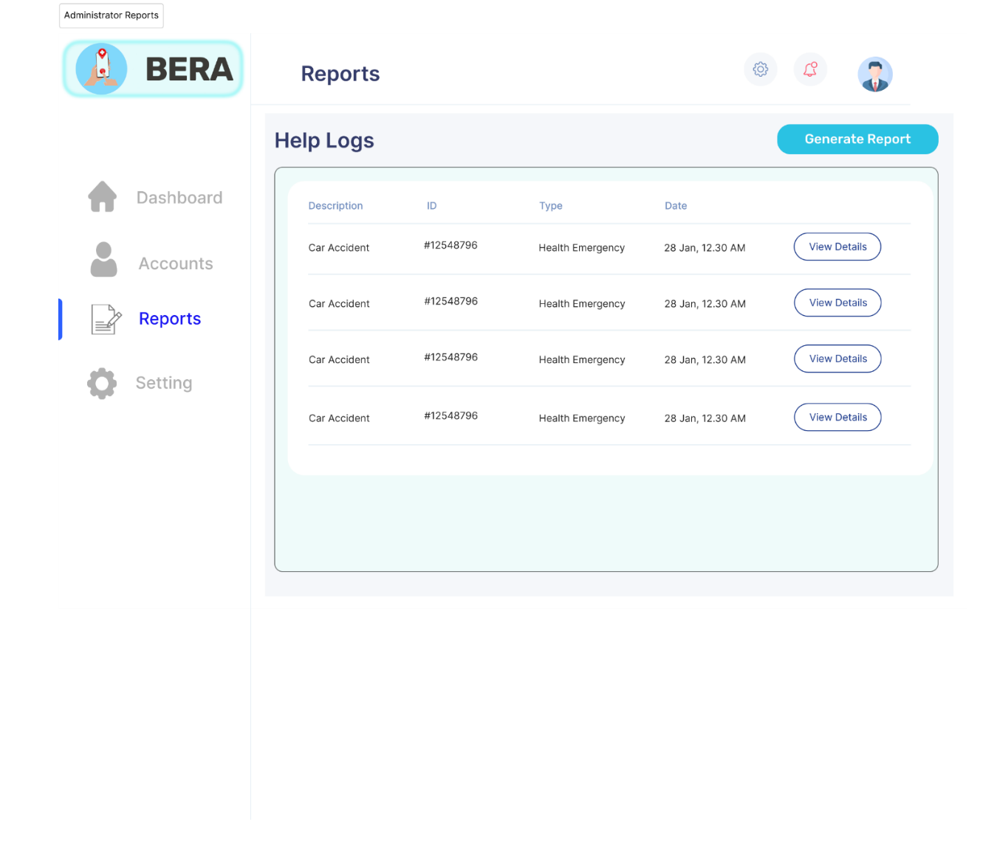 Administrator Reports
BERA
Reports
Help Logs
Generate Report
Dashboard
Accounts
Reports
Setting
Description ID Type Date
Car Accident #12548796 Health Emergency 28 Jan, 12.30 AM View Details
Car Accident #12548796 Health Emergency 28 Jan, 12.30 AM View Details
Car Accident #12548796 Health Emergency 28 Jan, 12.30 AM View Details
Car Accident #12548796 Health Emergency 28 Jan, 12.30 AM View Details